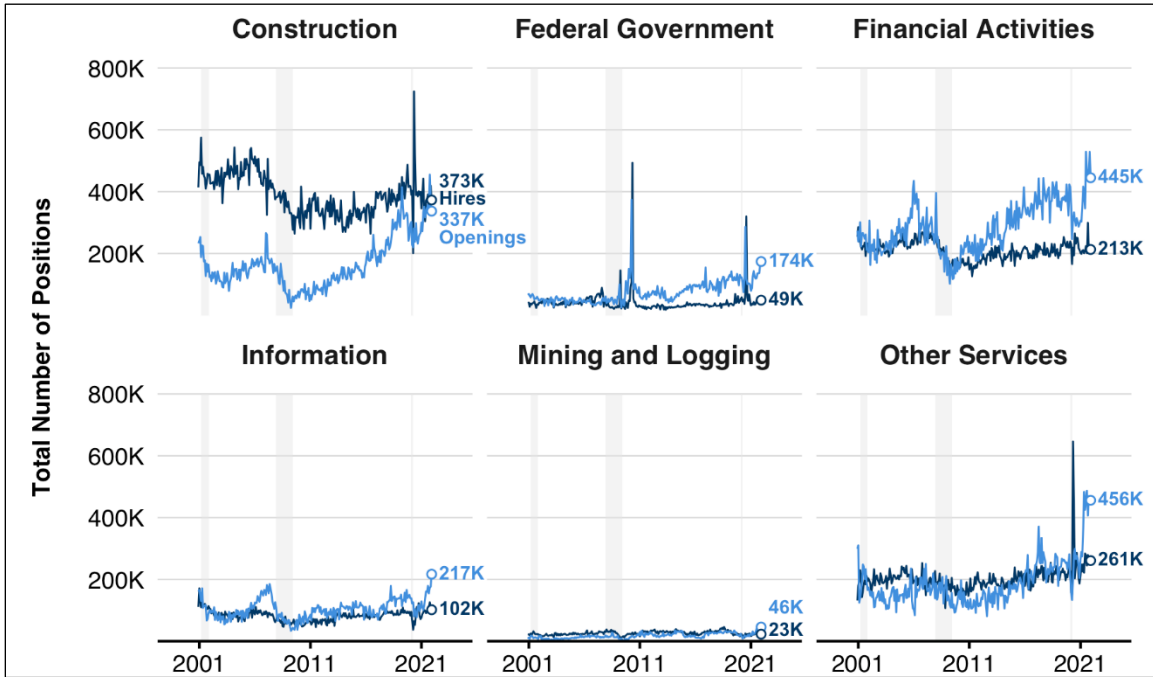 Construction
Federal Government
Financial Activities
Total Number of Positions
800K
600K
400K
200K
373K
Hires
337K
Openings
174K
49K
445K
213K
Information
Mining and Logging
Other Services
800K
600K
400K
200K
217K
102K
46K
23K
456K
261K
2001
2011
2021
2001
2011
2021
2001
2011
2021